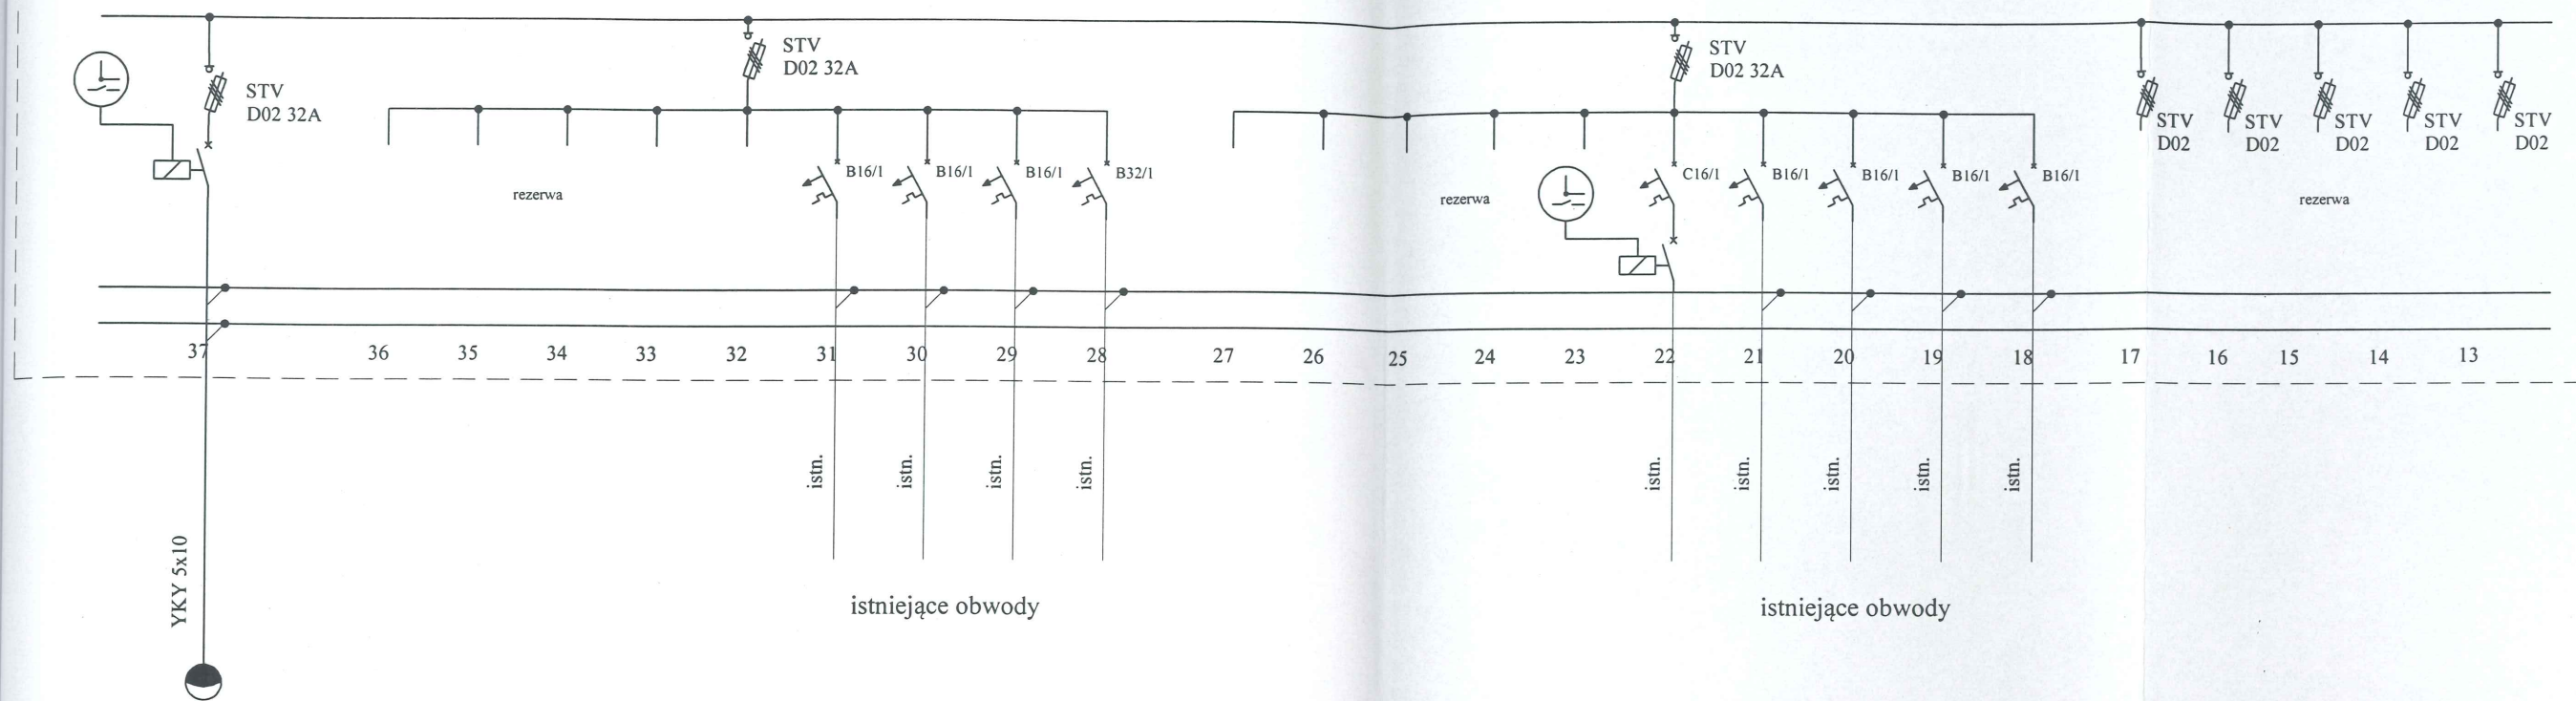 STV
D02 32A
STV
D02 32A
STV
D02 32A
STV
D02
STV
D02
STV
D02
STV
D02
STV
D02
rezerwa
B16/1
B16/1
B16/1
B32/1
rezerwa
C16/1
B16/1
B16/1
B16/1
B16/1
rezerwa
37
36
35
34
33
32
31
30
29
28
27
26
25
24
23
22
21
20
19
18
17
16
15
14
13
istn.
istn.
istn.
istn.
istn.
istn.
istn.
istn.
istn.
YKY 5x10
istniejące obwody
istniejące obwody